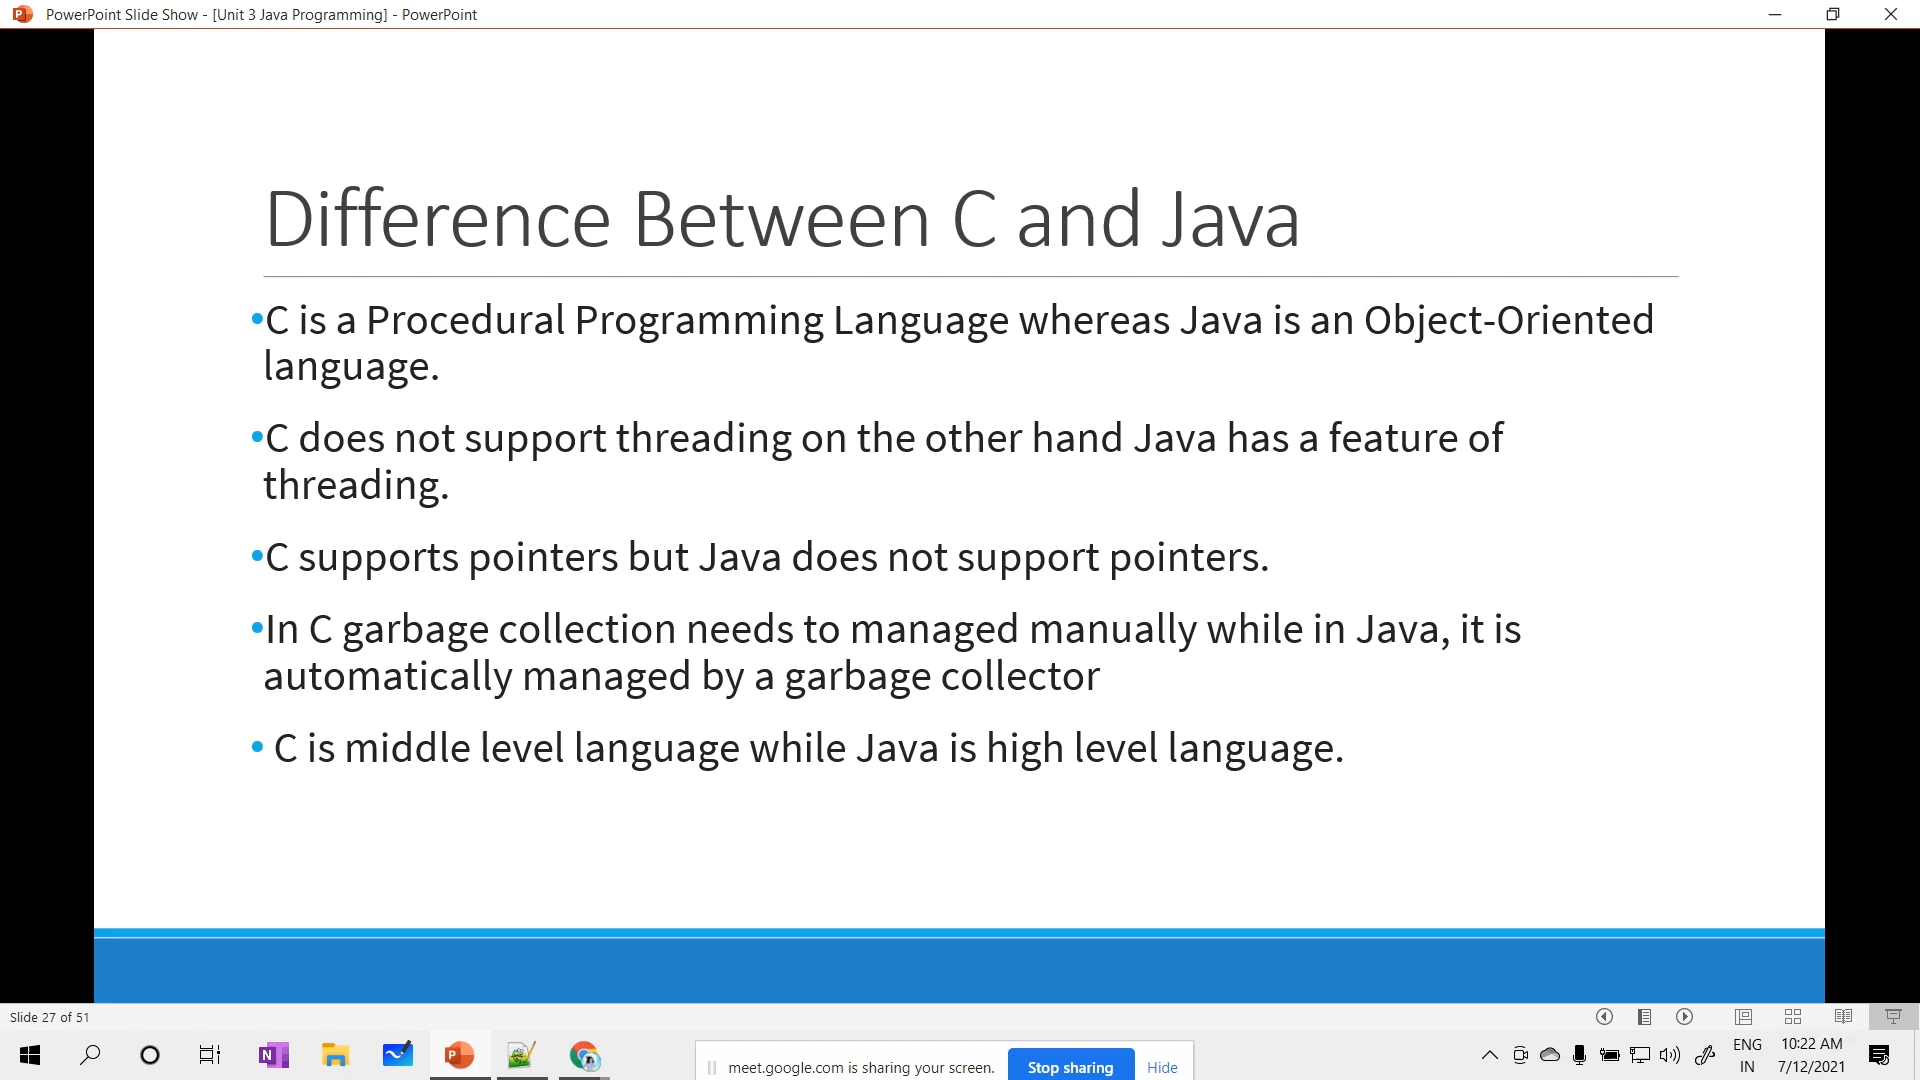 PowerPoint Slide Show - [Unit 3 Java Programming] - PowerPoint
Difference Between C and Java
•C is a Procedural Programming Language whereas Java is an Object-Oriented
language.
•C does not support threading on the other hand Java has a feature of
threading.
•C supports pointers but Java does not support pointers.
•In C garbage collection needs to managed manually while in Java, it is
automatically managed by a garbage collector
• C is middle level language while Java is high level language.
Slide 27 of 51
meet.google.com is sharing your screen.
Stop sharing
Hide
ENG
IN
10:22 AM
7/12/2021